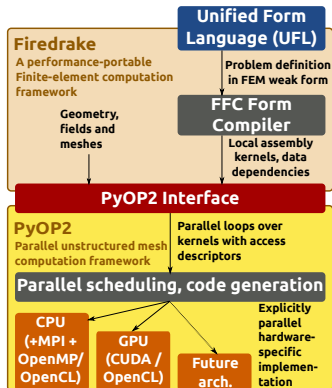 Unified Form
Language (UFL)
Firedrake
A performance-portable
Finite-element computation
framework
Problem definition
in FEM weak form
Geometry,
fields and
meshes
FFC Form
Compiler
Local assembly
kernels, data
dependencies
PyOP2 Interface
PyOP2
Parallel unstructured mesh
computation framework
Parallel loops over
kernels with access
descriptors
Parallel scheduling, code generation
CPU
(+MPI +
OpenMP/
OpenCL)
GPU
(CUDA /
OpenCL)
Future
arch.
Explicitly
parallel
hardware-
specific
implemen-
tation